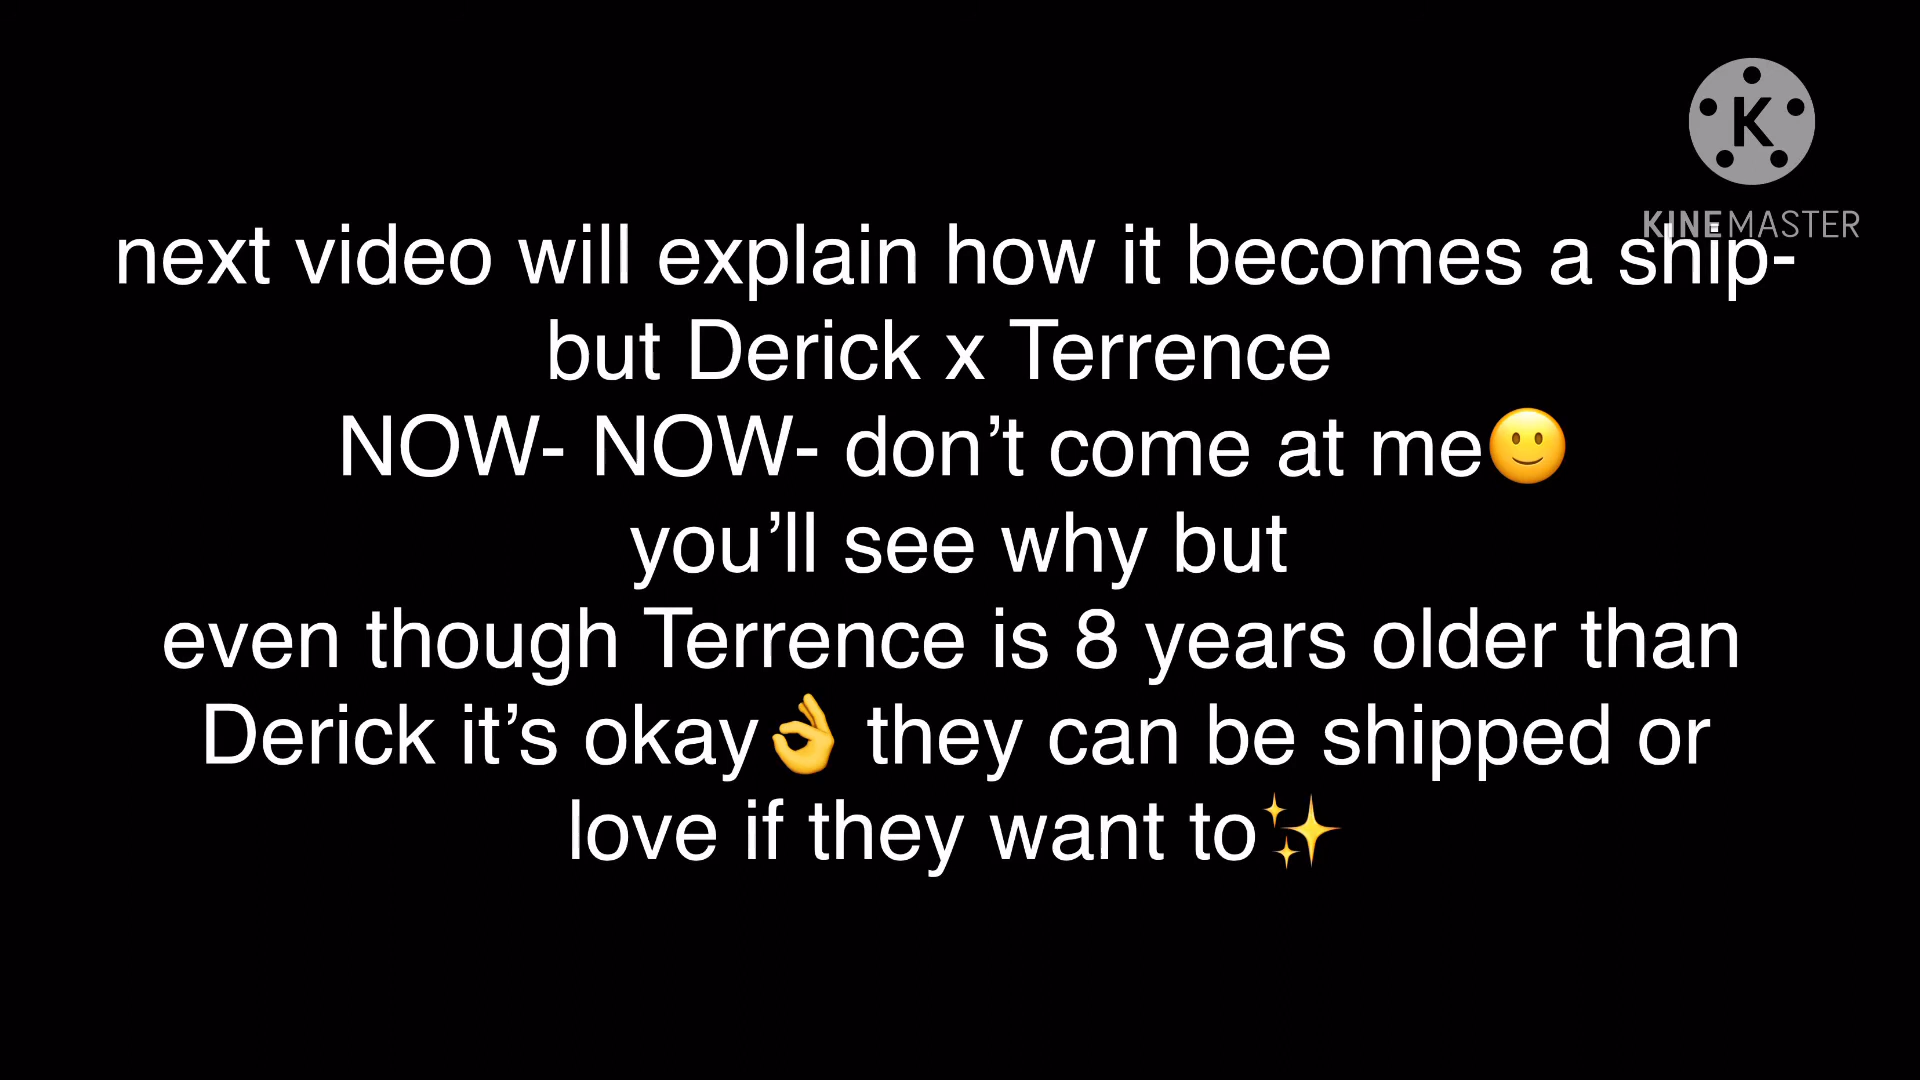 K
KINEMASTER
next video will explain how it becomes a ship-
but Derick x Terrence
NOW- NOW- don’t come at me🙂
you’ll see why but
even though Terrence is 8 years older than
Derick it’s okay👌 they can be shipped or
love if they want to✨